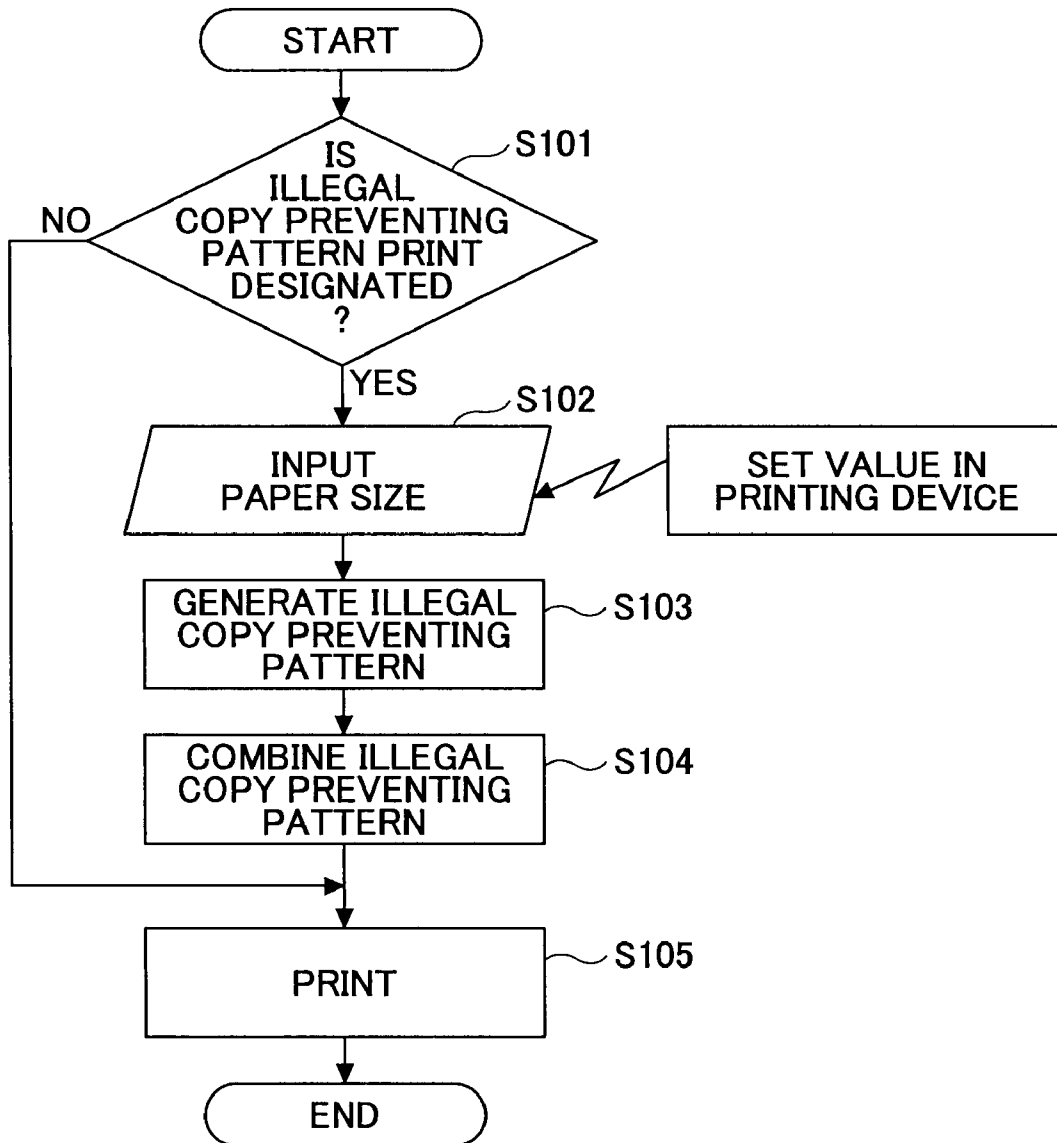 START
S101
IS
ILLEGAL
COPY PREVENTING
PATTERN PRINT
DESIGNATED
?
NO
YES
S102
INPUT
PAPER SIZE
SET VALUE IN
PRINTING DEVICE
S103
GENERATE ILLEGAL
COPY PREVENTING
PATTERN
S104
COMBINE ILLEGAL
COPY PREVENTING
PATTERN
S105
PRINT
END